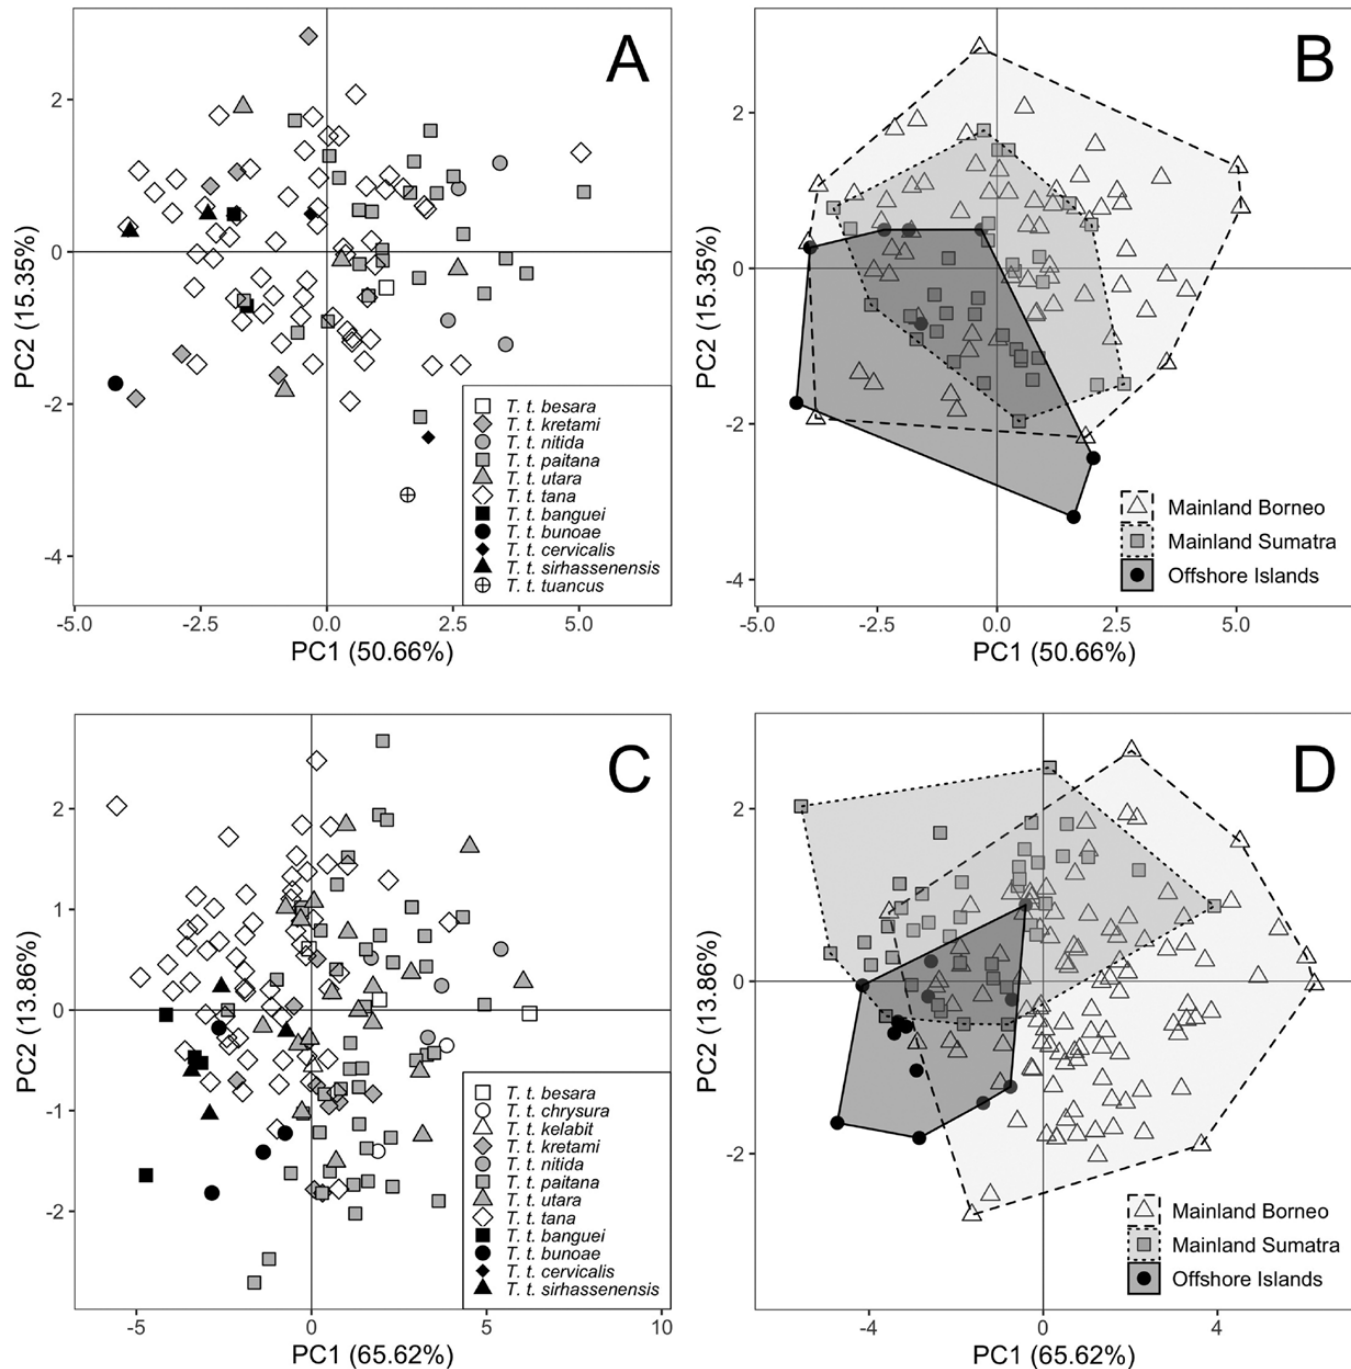 A
2
0
-2
-4
PC2 (15.35%)
-5.0 -2.5 0.0 2.5 5.0
PC1 (50.66%)
T. t. besara
T. t. kretami
T. t. nitida
T. t. paitana
T. t. utara
T. t. tana
T. t. banguei
T. t. bunoae
T. t. cervicalis
T. t. sirhassenensis
T. t. tuancus
B
2
0
-2
-4
PC2 (15.35%)
-5.0 -2.5 0.0 2.5 5.0
PC1 (50.66%)
Mainland Borneo
Mainland Sumatra
Offshore Islands
C
2
1
0
-1
-2
PC2 (13.86%)
-5 0 5 10
PC1 (65.62%)
T. t. besara
T. t. chrysura
T. t. kelabit
T. t. kretami
T. t. nitida
T. t. paitana
T. t. utara
T. t. tana
T. t. banguei
T. t. bunoae
T. t. cervicalis
T. t. sirhassenensis
D
2
0
-2
PC2 (13.86%)
-4 0 4
PC1 (65.62%)
Mainland Borneo
Mainland Sumatra
Offshore Islands